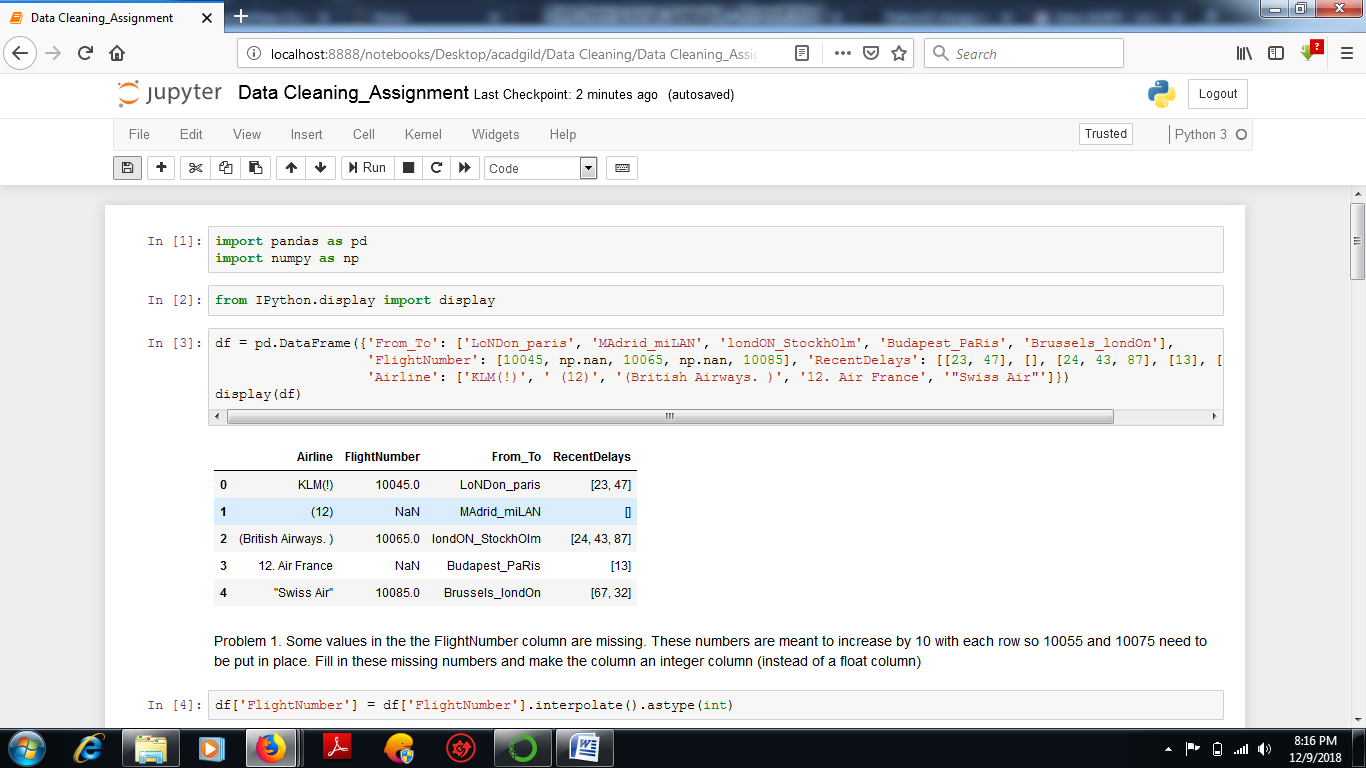 Data Cleaning_Assignment
localhost:8888/notebooks/Desktop/acadgild/Data Cleaning/Data Cleaning_Assig
Search
jupyter Data Cleaning_Assignment Last Checkpoint: 2 minutes ago (autosaved)
Logout
File Edit View Insert Cell Kernel Widgets Help
Trusted
Python 3
Run
Code
In [1]: import pandas as pd
import numpy as np
In [2]: from IPython.display import display
In [3]: df = pd.DataFrame({'From_To': ['LoNDon_paris', 'MAdrid_miLAN', 'londON_StockhOlm', 'Budapest_PaRis', 'Brussels_londOn'],
'FlightNumber': [10045, np.nan, 10065, np.nan, 10085], 'RecentDelays': [[23, 47], [], [24, 43, 87], [13], [
'Airline': ['KLM(!)', ' (12)', '(British Airways. )', '12. Air France', '"Swiss Air"']})
display(df)
Airline FlightNumber From_To RecentDelays
0 KLM(!) 10045.0 LoNDon_paris [23, 47]
1 (12) NaN MAdrid_miLAN []
2 (British Airways. ) 10065.0 londON_StockhOlm [24, 43, 87]
3 12. Air France NaN Budapest_PaRis [13]
4 "Swiss Air" 10085.0 Brussels_londOn [67, 32]
Problem 1. Some values in the the FlightNumber column are missing. These numbers are meant to increase by 10 with each row so 10055 and 10075 need to
be put in place. Fill in these missing numbers and make the column an integer column (instead of a float column)
In [4]: df['FlightNumber'] = df['FlightNumber'].interpolate().astype(int)
8:16 PM
12/9/2018